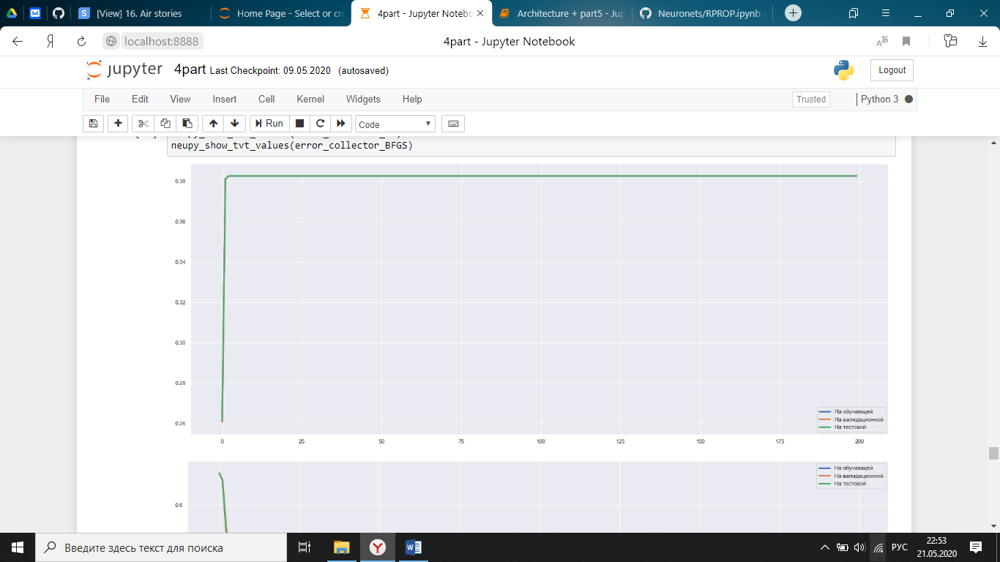 [View] 16. Air stories
Home Page - Select or cre
4part - Jupyter Notebo
Architecture + part5 - Jup
Neuronets/RPROP.ipynb
localhost:8888
4part - Jupyter Notebook
jupyter 4part Last Checkpoint: 09.05.2020 (autosaved)
Logout
File Edit View Insert Cell Kernel Widgets Help
Trusted Python 3
Run Code
neupy_show_tvt_values(error_collector_BFGS)
0.38
0.36
0.34
0.32
0.30
0.28
0.26
На обучающей
На валидационной
На тестовой
0 25 50 75 100 125 150 175 200
На обучающей
На валидационной
На тестовой
0.6
Введите здесь текст для поиска
РУС
22:53
21.05.2020